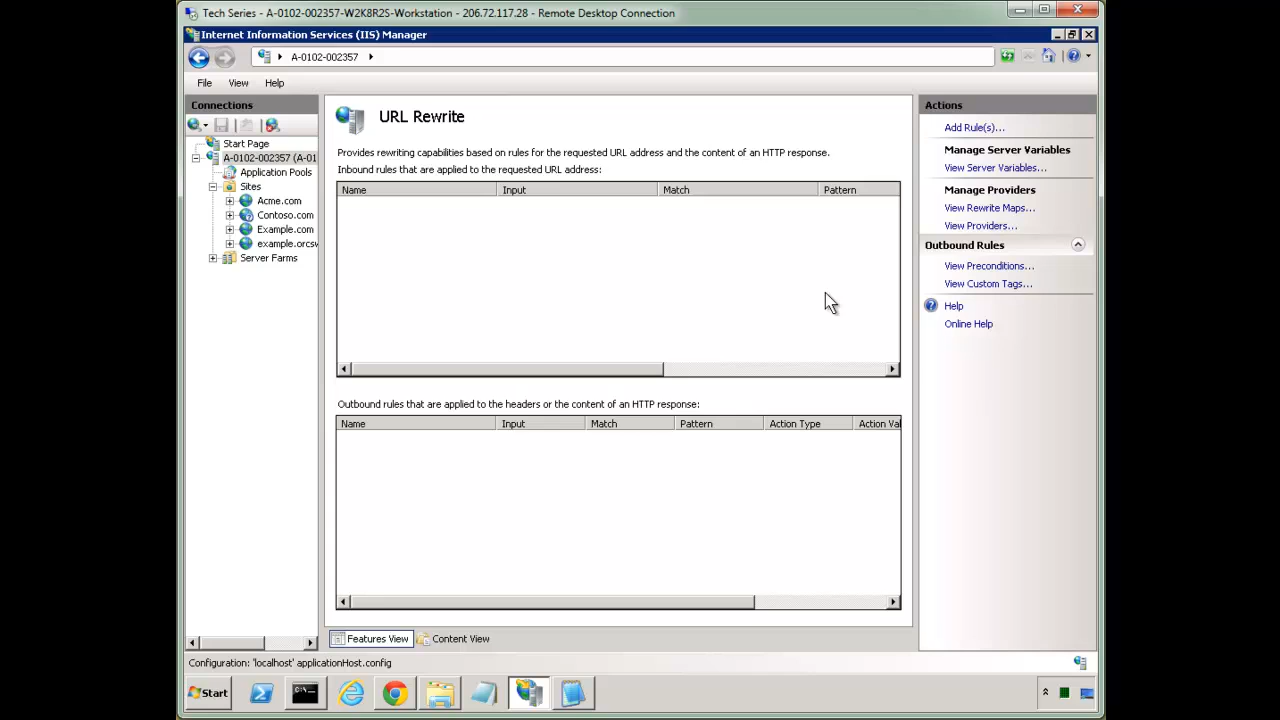 Tech Series - A-0102-002357-W2K8R2S-Workstation - 206.72.117.28 - Remote Desktop Connection
Internet Information Services (IIS) Manager
A-0102-002357
File View Help
Connections
Start Page
A-0102-002357 (A-01
Application Pools
Sites
Acme.com
Contoso.com
Example.com
example.orcsw
Server Farms
URL Rewrite
Provides rewriting capabilities based on rules for the requested URL address and the content of an HTTP response.
Inbound rules that are applied to the requested URL address:
Name Input Match Pattern
Outbound rules that are applied to the headers or the content of an HTTP response:
Name Input Match Pattern Action Type Action Val
Features View Content View
Actions
Add Rule(s)...
Manage Server Variables
View Server Variables...
Manage Providers
View Rewrite Maps...
View Providers...
Outbound Rules
View Preconditions...
View Custom Tags...
Help
Online Help
Configuration: 'localhost' applicationHost.config
Start